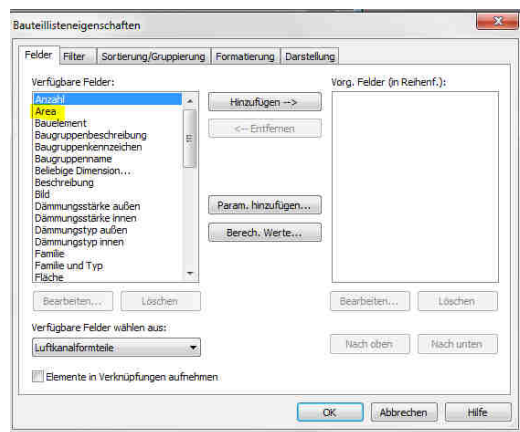 Bauteillisteneigenschaften
Felder Filter Sortierung/Gruppierung Formatierung Darstellung
Verfügbare Felder:
Vorg. Felder (in Reihenf.):
Anzahl
Area
Bauelement
Baugruppenbeschreibung
Baugruppenkennzeichen
Baugruppenname
Beliebige Dimension...
Beschreibung
Bild
Dämmungsstärke außen
Dämmungsstärke innen
Dämmungstyp außen
Dämmungstyp innen
Familie
Familie und Typ
Fläche
Hinzufügen -->
<-- Entfernen
Param. hinzufügen...
Berech. Werte...
Bearbeiten... Löschen
Bearbeiten... Löschen
Verfügbare Felder wählen aus:
Luftkanalformteile
Nach oben Nach unten
Elemente in Verknüpfungen aufnehmen
OK Abbrechen Hilfe